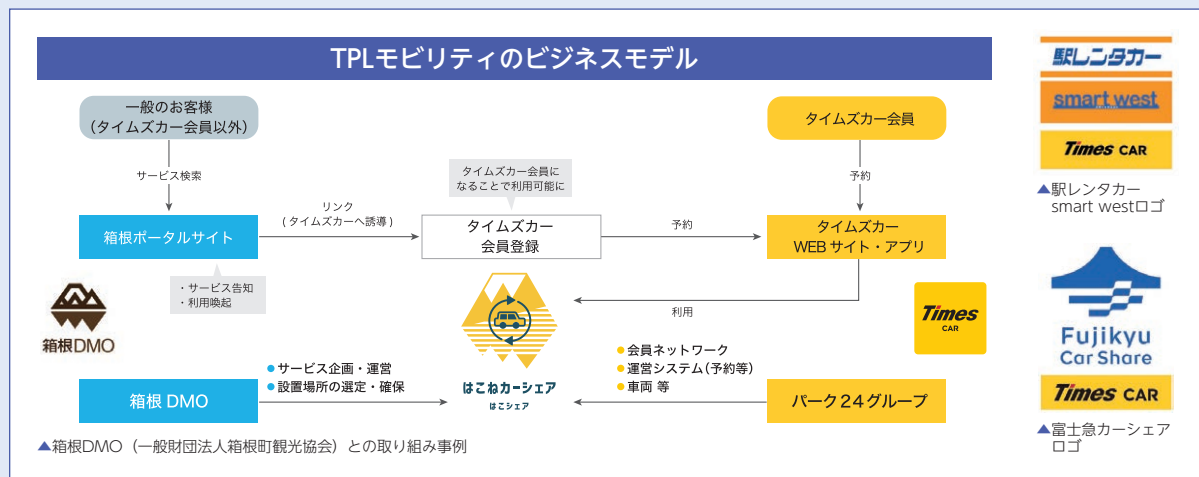 TPLモビリティのビジネスモデル
一般のお客様
(タイムズカー会員以外)
タイムズカー会員
サービス検索
タイムズカー会員に
なることで利用可能に
予約
箱根ポータルサイト
リンク
(タイムズカーへ誘導)
タイムズカー
会員登録
予約
タイムズカー
WEBサイト・アプリ
・サービス告知
・利用喚起
利用
箱根DMO
Times
CAR
箱根 DMO
●サービス企画・運営
●設置場所の選定・確保
はこねカーシェア
はこシェア
●会員ネットワーク
●運営システム(予約等)
●車両 等
パーク24グループ
▲箱根DMO(一般財団法人箱根町観光協会)との取り組み事例
駅レンタカー
smart west
Times CAR
▲駅レンタカー
smart westロゴ
Fujikyu
Car Share
Times CAR
▲富士急カーシェア
ロゴ